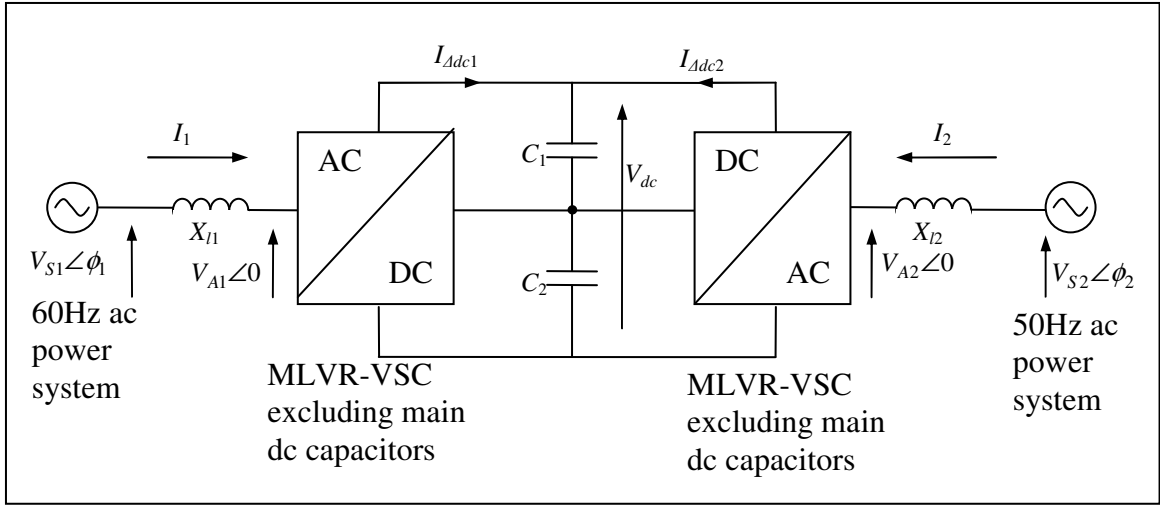 I_Δdc1
I_Δdc2
I_1
AC
C_1
V_dc
DC
I_2
X_l1
X_l2
V_S1∠ϕ_1
V_A1∠0
DC
C_2
AC
V_A2∠0
V_S2∠ϕ_2
60Hz ac
power
system
MLVR-VSC
excluding main
dc capacitors
MLVR-VSC
excluding main
dc capacitors
50Hz ac
power
system